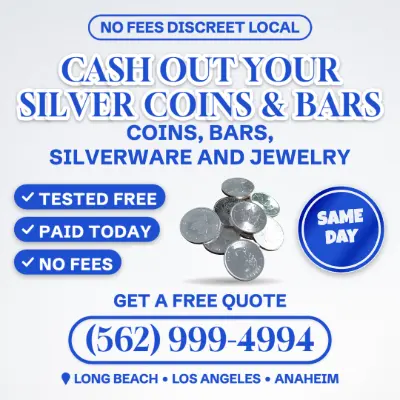 NO FEES DISCREET LOCAL
CASH OUT YOUR
SILVER COINS & BARS
COINS, BARS,
SILVERWARE AND JEWELRY
TESTED FREE
PAID TODAY
NO FEES
SAME
DAY
GET A FREE QUOTE
(562) 999-4994
LONG BEACH • LOS ANGELES • ANAHEIM